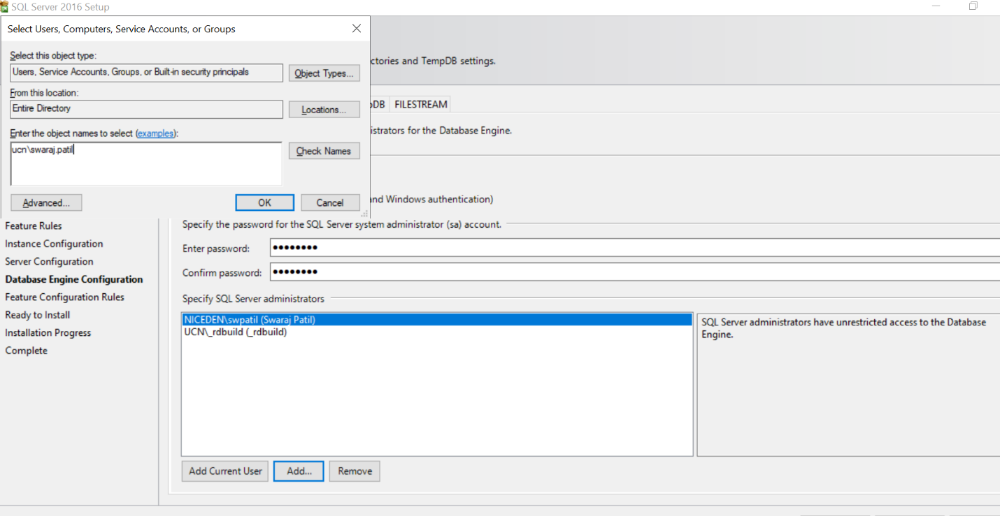 SQL Server 2016 Setup
Select Users, Computers, Service Accounts, or Groups
Select this object type:
Users, Service Accounts, Groups, or Built-in security principals
Object Types...
From this location:
Entire Directory
Locations...
Enter the object names to select (examples):
ucn\swaraj.patil
Check Names
Advanced...
OK
Cancel
ctories and TempDB settings.
DB
FILESTREAM
istrators for the Database Engine.
and Windows authentication)
Feature Rules
Instance Configuration
Server Configuration
Database Engine Configuration
Feature Configuration Rules
Ready to Install
Installation Progress
Complete
Specify the password for the SQL Server system administrator (sa) account.
Enter password:
Confirm password:
Specify SQL Server administrators
NICEDEN\swpatil (Swaraj Patil)
UCN\_rdbuild (_rdbuild)
SQL Server administrators have unrestricted access to the Database
Engine.
Add Current User
Add...
Remove